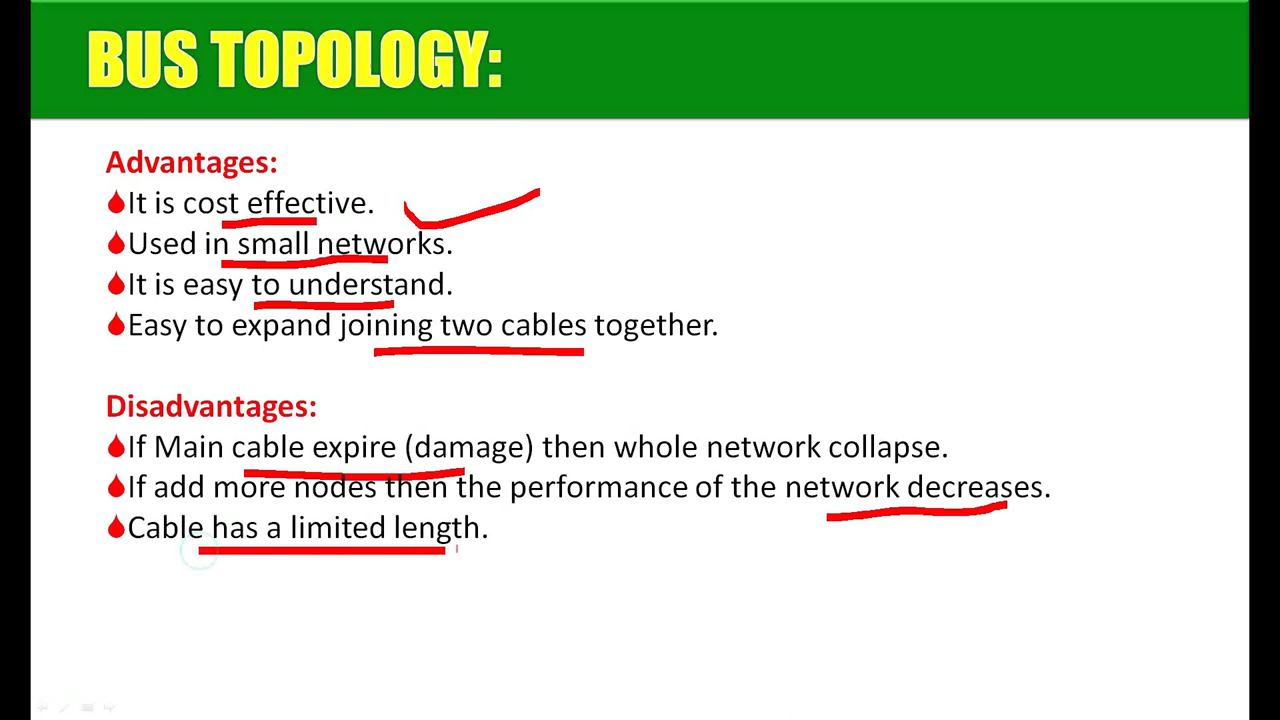 BUS TOPOLOGY:
Advantages:
It is cost effective.
Used in small networks.
It is easy to understand.
Easy to expand joining two cables together.
Disadvantages:
If Main cable expire (damage) then whole network collapse.
If add more nodes then the performance of the network decreases.
Cable has a limited length.